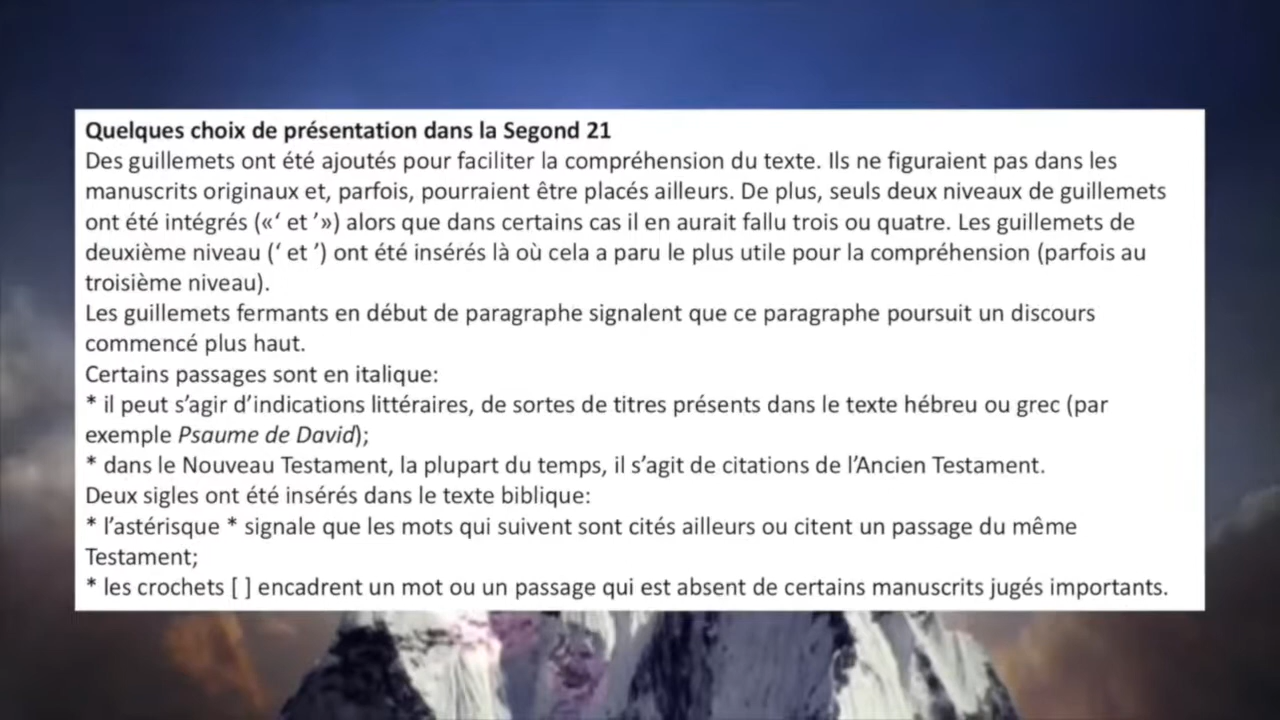 Quelques choix de présentation dans la Segond 21
Des guillemets ont été ajoutés pour faciliter la compréhension du texte. Ils ne figuraient pas dans les
manuscrits originaux et, parfois, pourraient être placés ailleurs. De plus, seuls deux niveaux de guillemets
ont été intégrés («‘ et ’») alors que dans certains cas il en aurait fallu trois ou quatre. Les guillemets de
deuxième niveau (‘ et ’) ont été insérés là où cela a paru le plus utile pour la compréhension (parfois au
troisième niveau).
Les guillemets fermants en début de paragraphe signalent que ce paragraphe poursuit un discours
commencé plus haut.
Certains passages sont en italique:
* il peut s’agir d’indications littéraires, de sortes de titres présents dans le texte hébreu ou grec (par
exemple Psaume de David);
* dans le Nouveau Testament, la plupart du temps, il s’agit de citations de l’Ancien Testament.
Deux sigles ont été insérés dans le texte biblique:
* l’astérisque * signale que les mots qui suivent sont cités ailleurs ou citent un passage du même
Testament;
* les crochets [ ] encadrent un mot ou un passage qui est absent de certains manuscrits jugés importants.